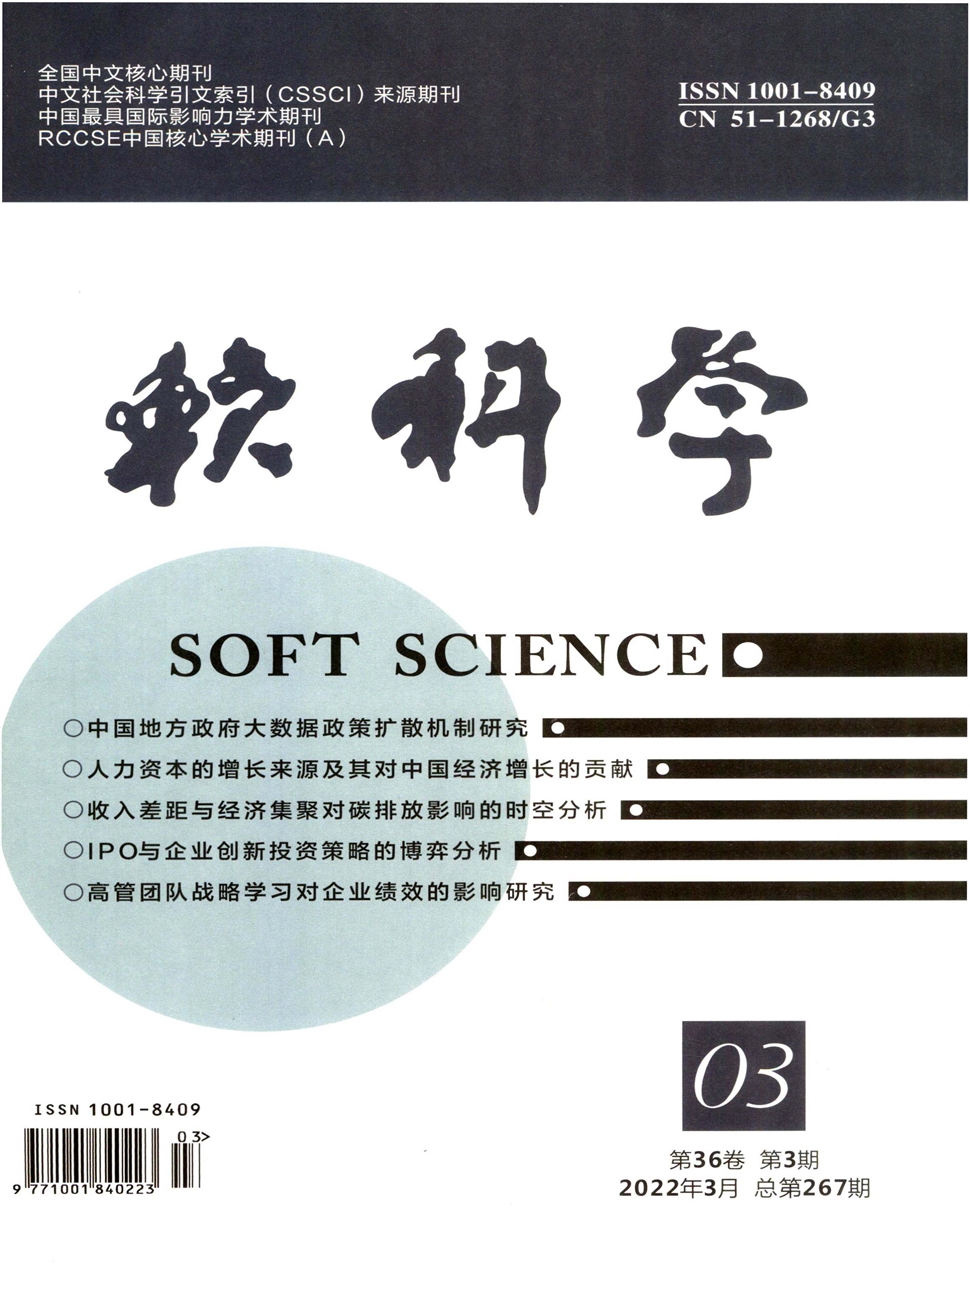 全国中文核心期刊
中文社会科学引文索引（CSSCI）来源期刊
中国最具国际影响力学术期刊
RCCSE中国核心学术期刊（A）
ISSN 1001-8409
CN 51-1268/G3
软科学
SOFT SCIENCE
○中国地方政府大数据政策扩散机制研究
○人力资本的增长来源及其对中国经济增长的贡献
○收入差距与经济集聚对碳排放影响的时空分析
○IPO与企业创新投资策略的博弈分析
○高管团队战略学习对企业绩效的影响研究
03
第36卷 第3期
2022年3月 总第267期
ISSN 1001-8409
03>
9 771001 840223